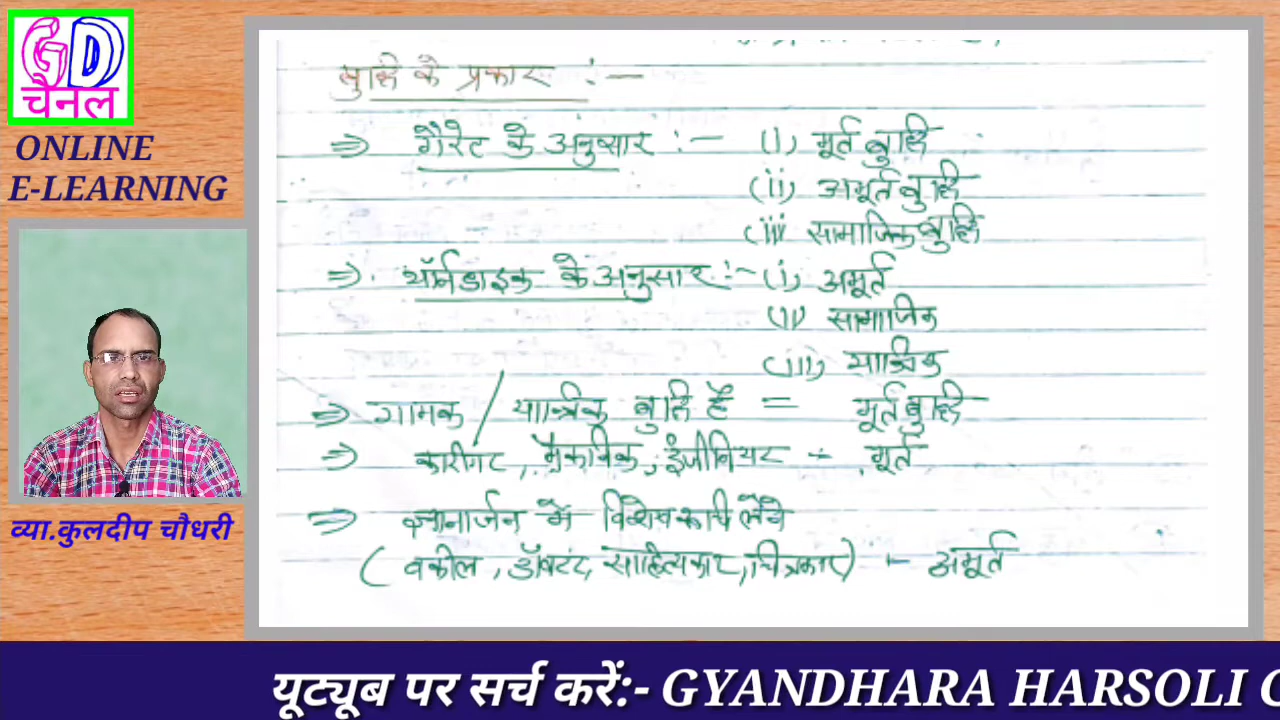 GD
चैनल
ONLINE
E-LEARNING
व्या.कुलदीप चौधरी
बुद्धि के प्रकार :-
⇒ गैरेट के अनुसार :- (i) मूर्त बुद्धि
(ii) अमूर्त बुद्धि
(iii सामाजिक बुद्धि
⇒ थॉर्नडाइक के अनुसार :- (i) अमूर्त
(ii) सामाजिक
(iii) यान्त्रिक
⇒ गामक / यान्त्रिक बुद्धि है = मूर्त बुद्धि
⇒ कारीगर, मैकेनिक, इंजीनियर - मूर्त
⇒ ज्ञानार्जन में विशेष रूचि लेने
(वकील, डॉक्टर, साहित्यकार, चित्रकार) - अमूर्त
यूट्यूब पर सर्च करें:- GYANDHARA HARSOLI